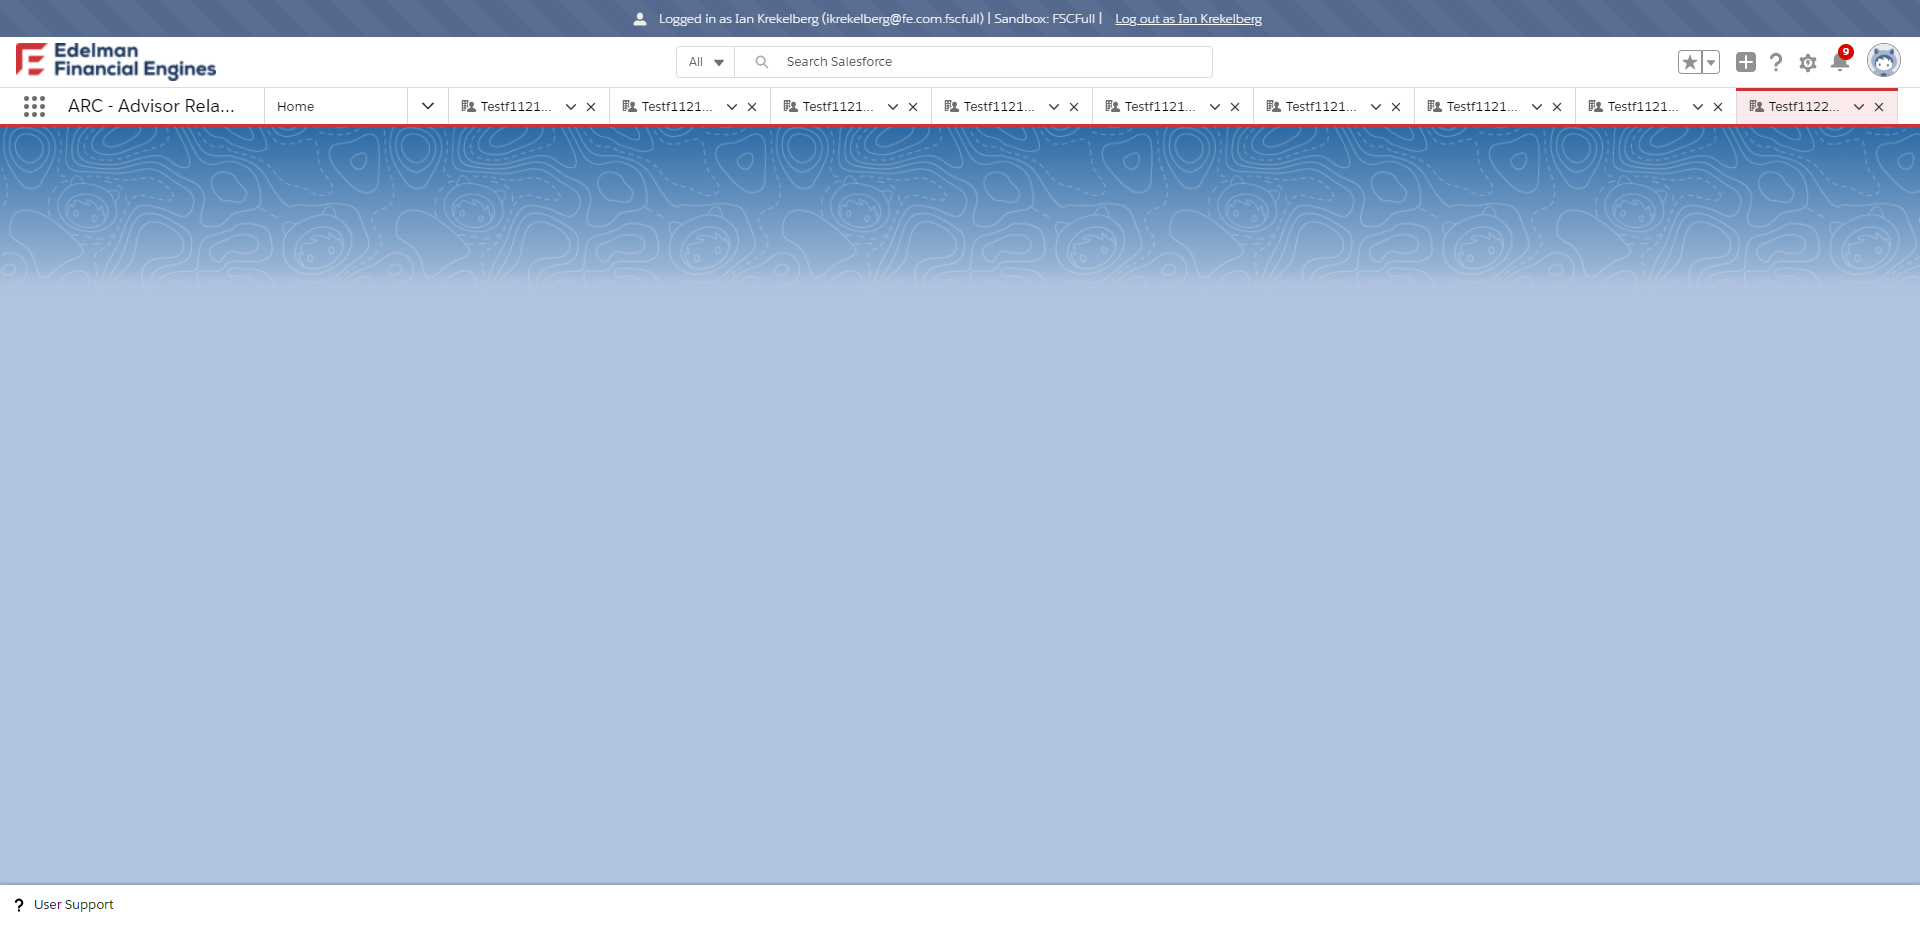 Logged in as Ian Krekelberg (ikrekelberg@fe.com.fscfull) | Sandbox: FSCFull | Log out as Ian Krekelberg
Edelman
Financial Engines
All
Search Salesforce
9
ARC - Advisor Rela...
Home
Testf1121...
Testf1121...
Testf1121...
Testf1121...
Testf1121...
Testf1121...
Testf1121...
Testf1121...
Testf1122...
? User Support